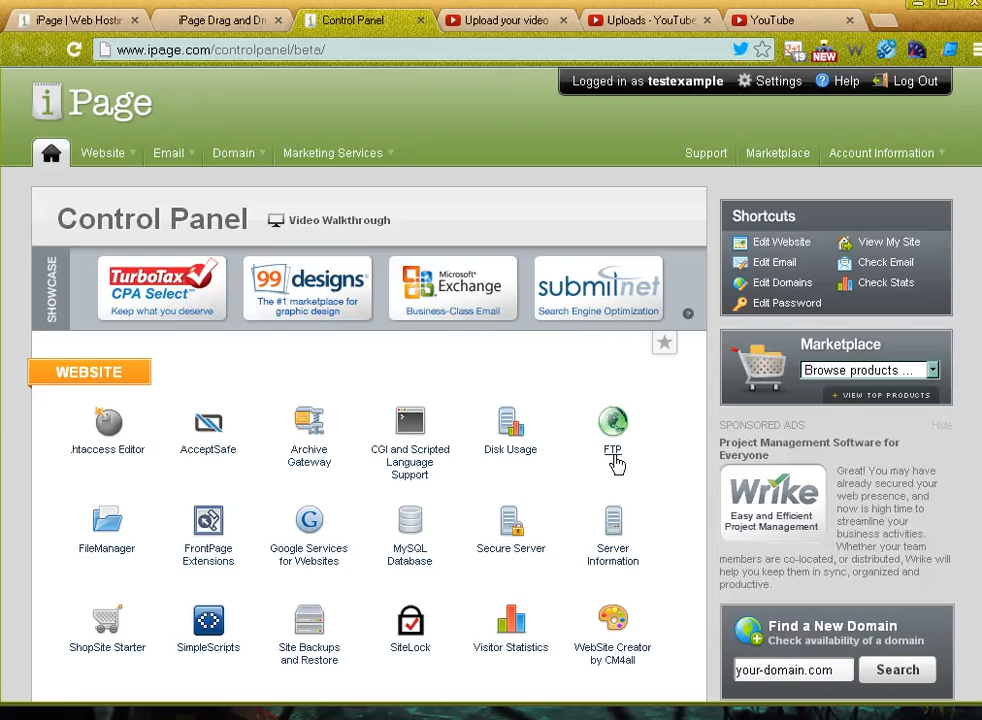 iPage | Web Hostin
iPage Drag and Dr
Control Panel
Upload your video
Uploads - YouTube
YouTube
www.ipage.com/controlpanel/beta/
19
NEW
W
Logged in as testexample
Settings
Help
Log Out
i Page
Website
Email
Domain
Marketing Services
Support
Marketplace
Account Information
Control Panel
Video Walkthrough
SHOWCASE
TurboTax
CPA Select™
Keep what you deserve
99designs™
The #1 marketplace for
graphic design
Microsoft®
Exchange
Business-Class Email
submitnet
Search Engine Optimization
?
WEBSITE
.htaccess Editor
AcceptSafe
Archive
Gateway
CGI and Scripted
Language
Support
Disk Usage
FTP
FileManager
FrontPage
Extensions
Google Services
for Websites
MySQL
Database
Secure Server
Server
Information
ShopSite Starter
SimpleScripts
Site Backups
and Restore
SiteLock
Visitor Statistics
WebSite Creator
by CM4all
Shortcuts
Edit Website
View My Site
Edit Email
Check Email
Edit Domains
Check Stats
Edit Password
Marketplace
Browse products ...
+ VIEW TOP PRODUCTS
SPONSORED ADS
Hide
Project Management Software for
Everyone
Wrike
Easy and Efficient
Project Management
Great! You may have
already secured your
web presence, and
now is high time to
streamline your
business activities.
Whether your team
members are co-located, or distributed, Wrike will
help you keep them in sync, organized and
productive.
Find a New Domain
Check availability of a domain
your-domain.com
Search